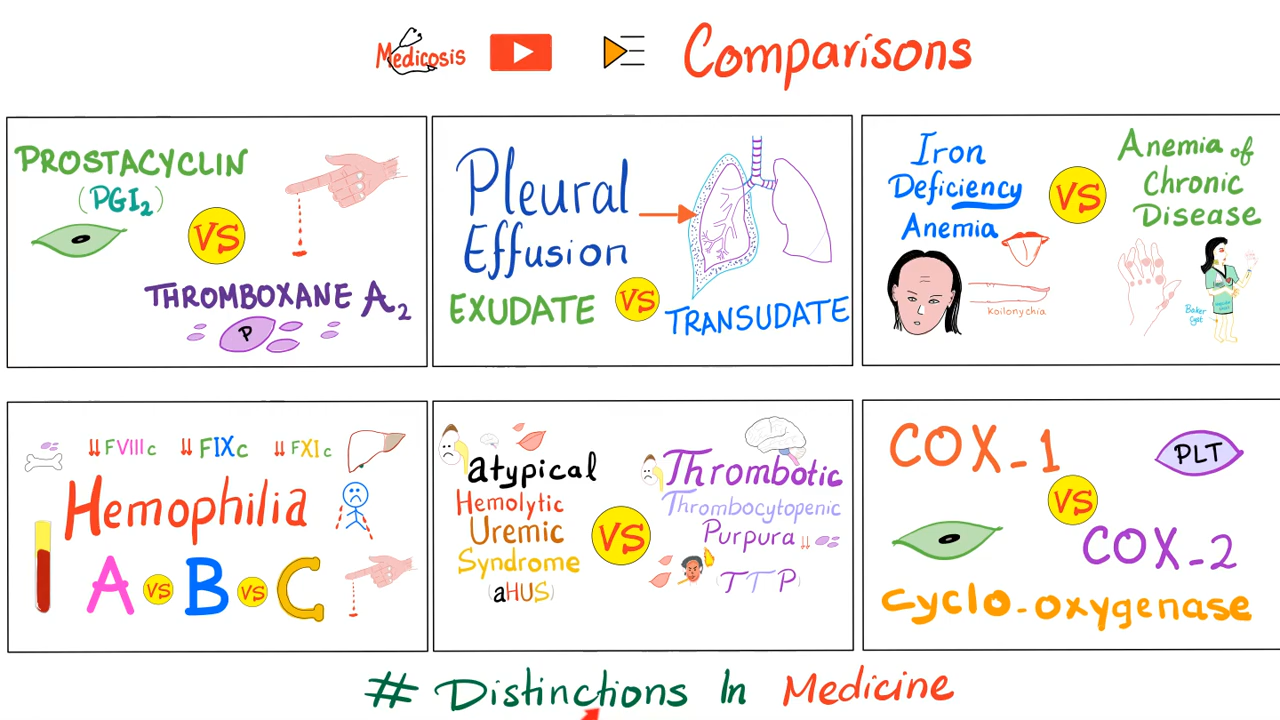 Medicosis
Comparisons
PROSTACYCLIN
(PGI2)
VS
THROMBOXANE A2
P
Pleural
Effusion
EXUDATE VS TRANSUDATE
Iron
Deficiency
Anemia
VS
Anemia of
Chronic
Disease
Koilonychia
Baker
Cyst
↓↓FVIIIc ↓↓FIXc ↓↓FXIc
Hemophilia
A VS B VS C
atypical
Hemolytic
Uremic
Syndrome
(aHUS)
VS
Thrombotic
Thrombocytopenic
Purpura ↓↓
(TTP)
COX-1
PLT
VS
COX-2
Cyclo-oxygenase
# Distinctions In Medicine